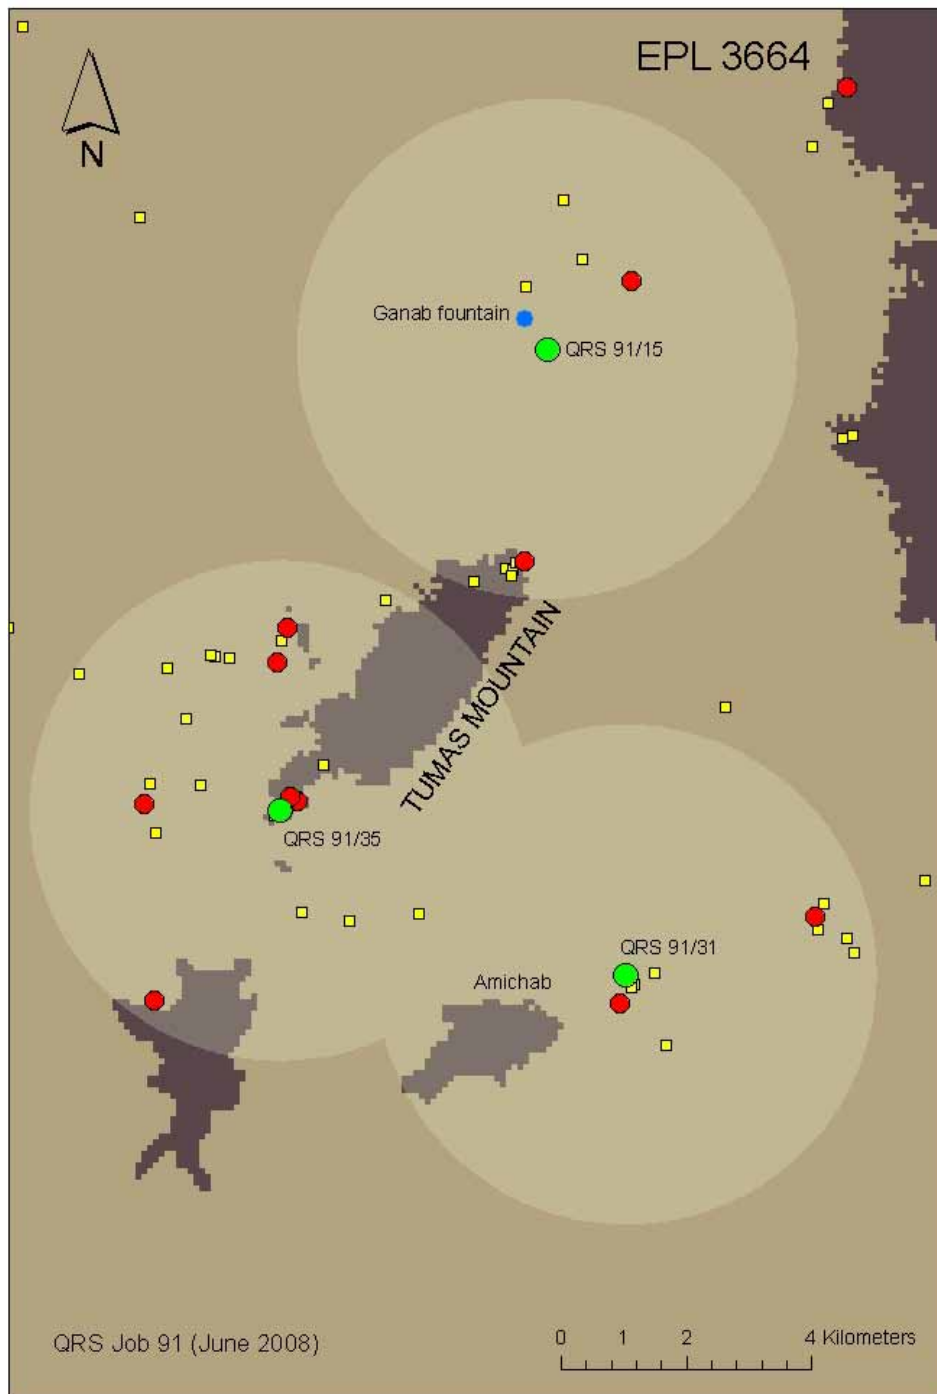 EPL 3664
N
Ganab fountain
QRS 91/15
TUMAS MOUNTAIN
QRS 91/35
QRS 91/31
Amichab
QRS Job 91 (June 2008)
0 1 2 4 Kilometers